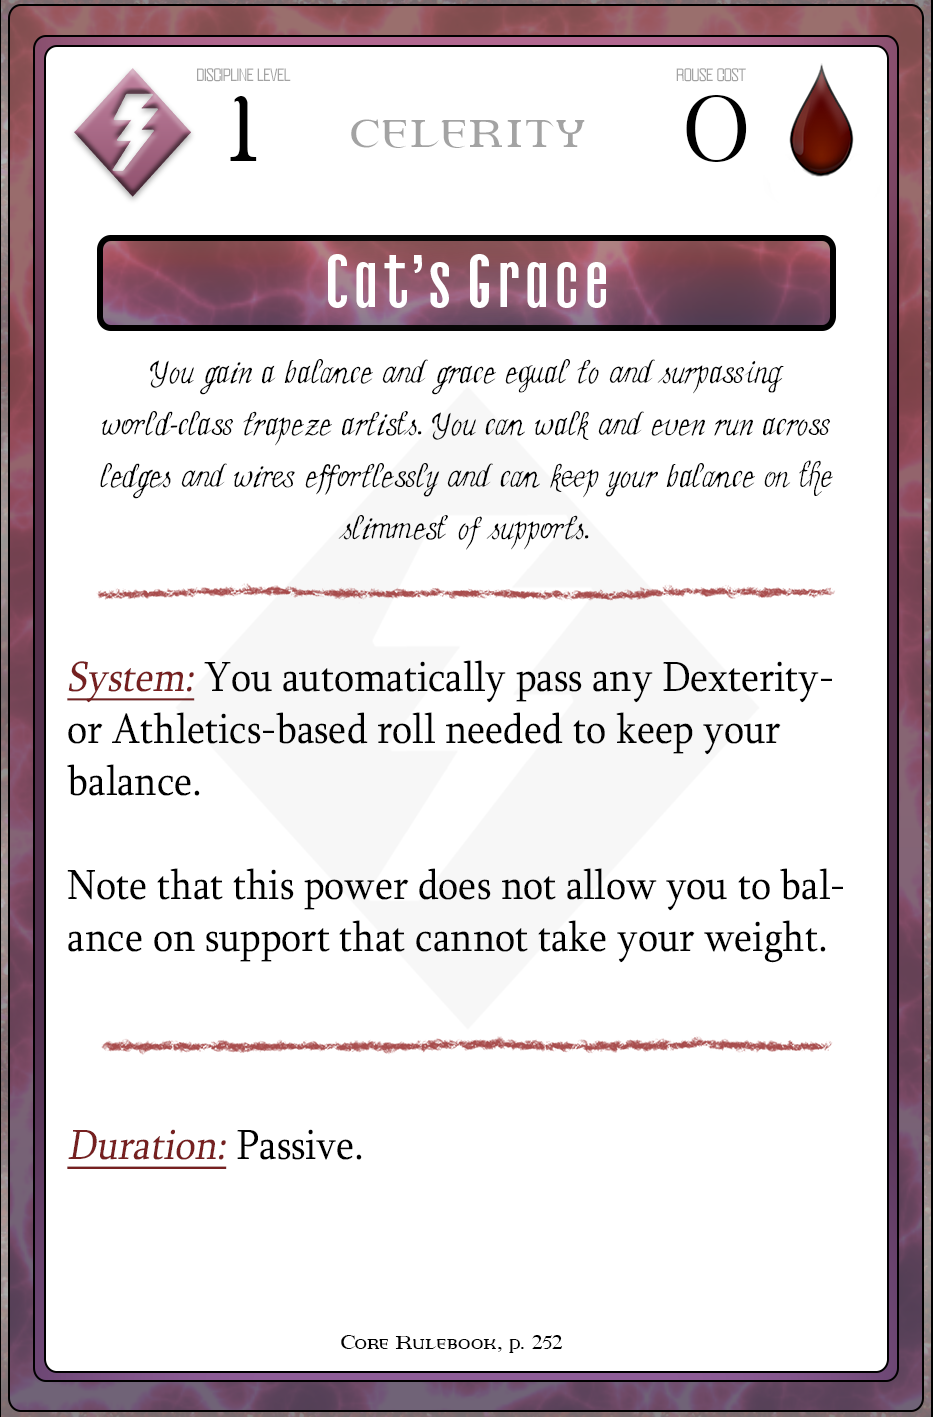 DISCIPLINE LEVEL
1
CELERITY
ROUSE COST
0
Cat's Grace
You gain a balance and grace equal to and surpassing
world-class trapeze artists. You can walk and even run across
ledges and wires effortlessly and can keep your balance on the
slimmest of supports.
System: You automatically pass any Dexterity-
or Athletics-based roll needed to keep your
balance.
Note that this power does not allow you to bal-
ance on support that cannot take your weight.
Duration: Passive.
Core Rulebook, p. 252